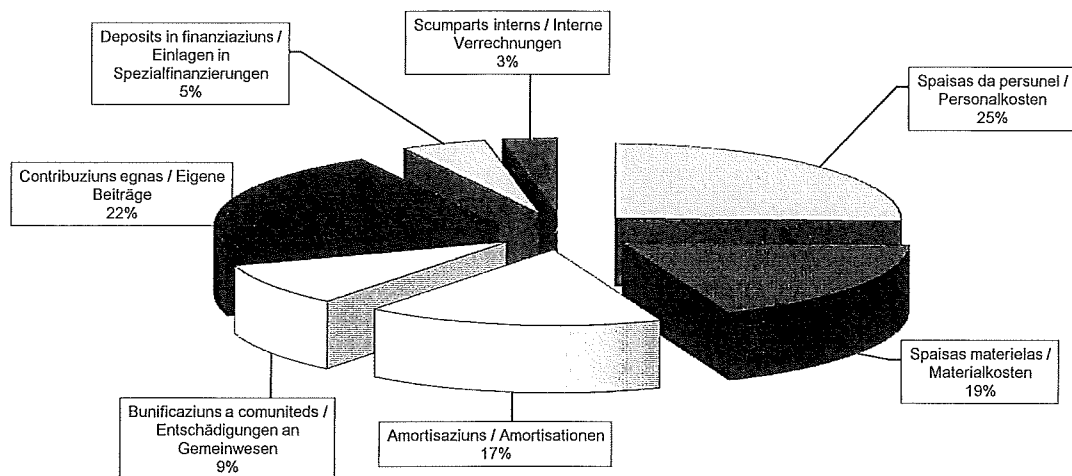 Deposits in finanziaziuns /
Einlagen in
Spezialfinanzierungen
5%
Scumparts interns / Interne
Verrechnungen
3%
Spaisas da persunel /
Personalkosten
25%
Contribuziuns egnas / Eigene
Beiträge
22%
Spaisas materielas /
Materialkosten
19%
Bunificaziuns a comuniteds /
Entschädigungen an
Gemeinwesen
9%
Amortisaziuns / Amortisationen
17%